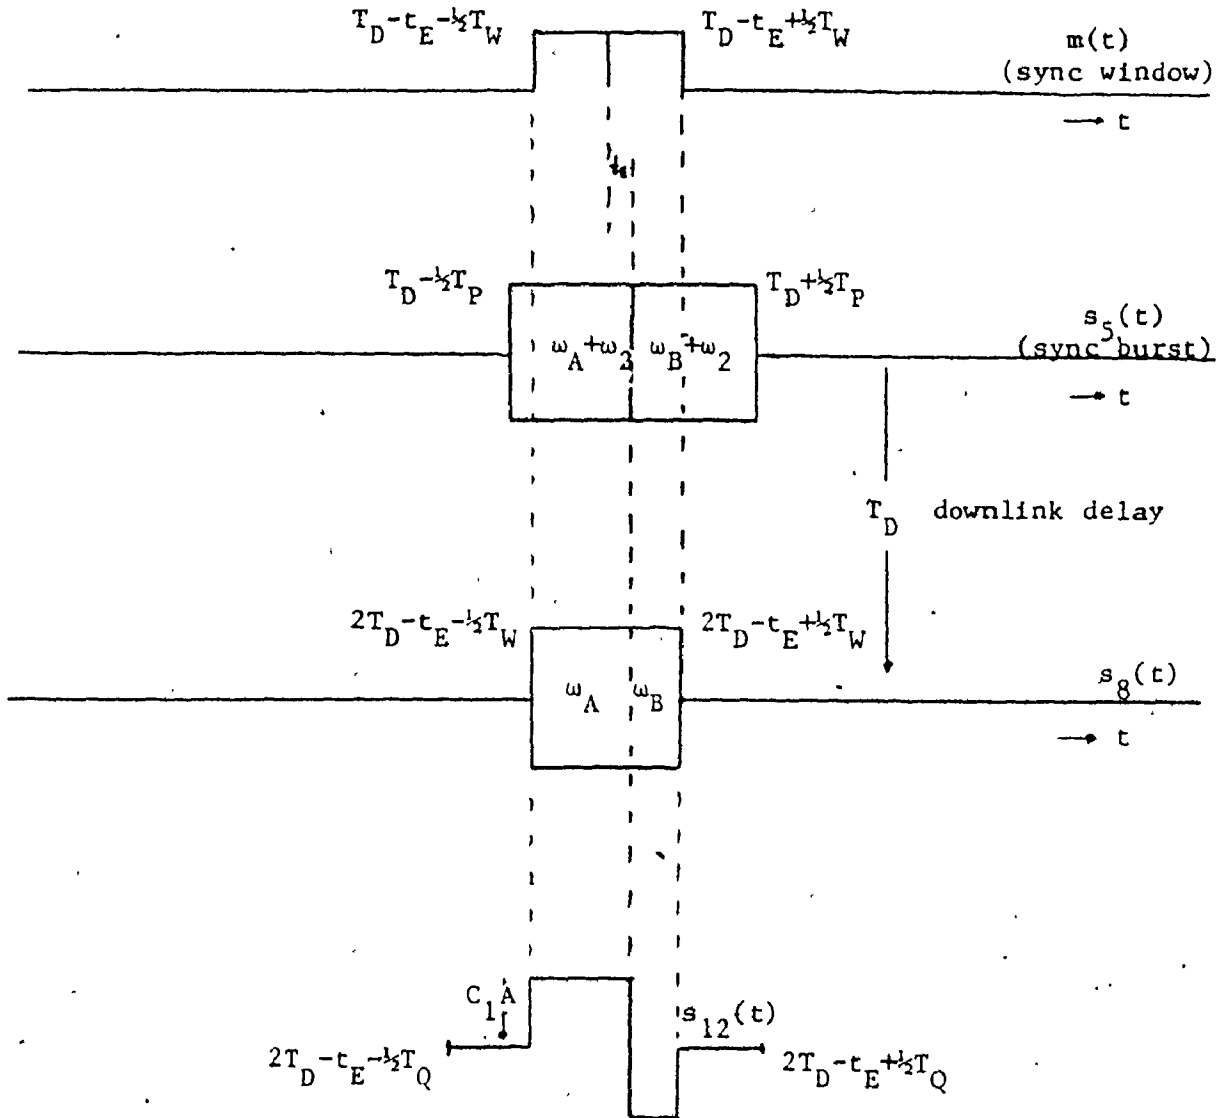 T_D-t_E-½T_W
T_D-t_E+½T_W
m(t)
(sync window)
t
t_E
T_D-½T_P
T_D+½T_P
s_5(t)
(sync burst)
ω_A+ω_2
ω_B+ω_2
t
T_D downlink delay
2T_D-t_E-½T_W
2T_D-t_E+½T_W
ω_A
ω_B
s_8(t)
t
C_1A
s_12(t)
2T_D-t_E-½T_Q
2T_D-t_E+½T_Q